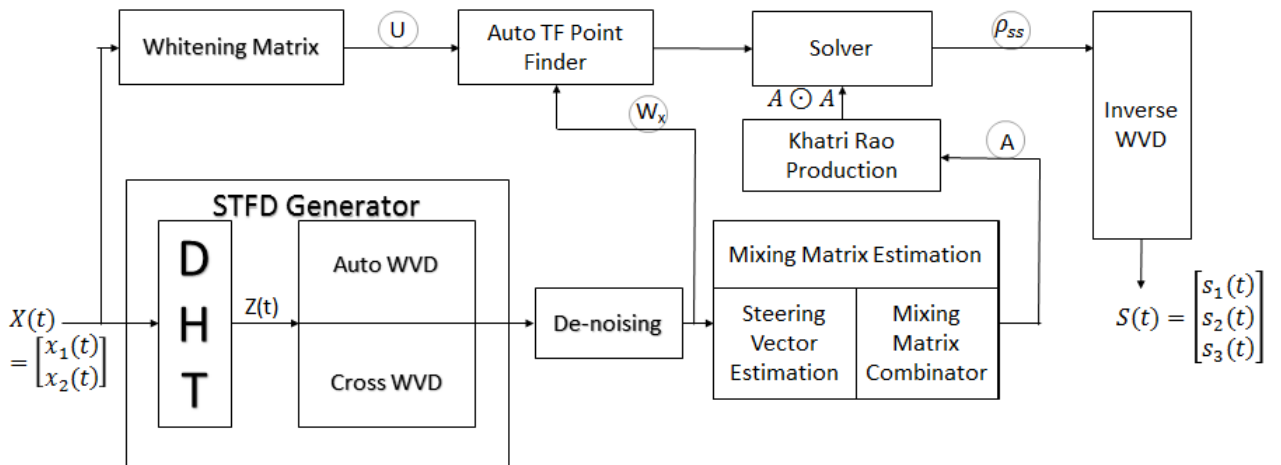 Whitening Matrix
U
Auto TF Point
Finder
Solver
ρss
Inverse
WVD
Wx
A ⊙ A
Khatri Rao
Production
A
STFD Generator
D
H
T
Z(t)
Auto WVD
Cross WVD
De-noising
Mixing Matrix Estimation
Steering
Vector
Estimation
Mixing
Matrix
Combinator
X(t)
= [x1(t)
x2(t)]
S(t) = [s1(t)
s2(t)
s3(t)]